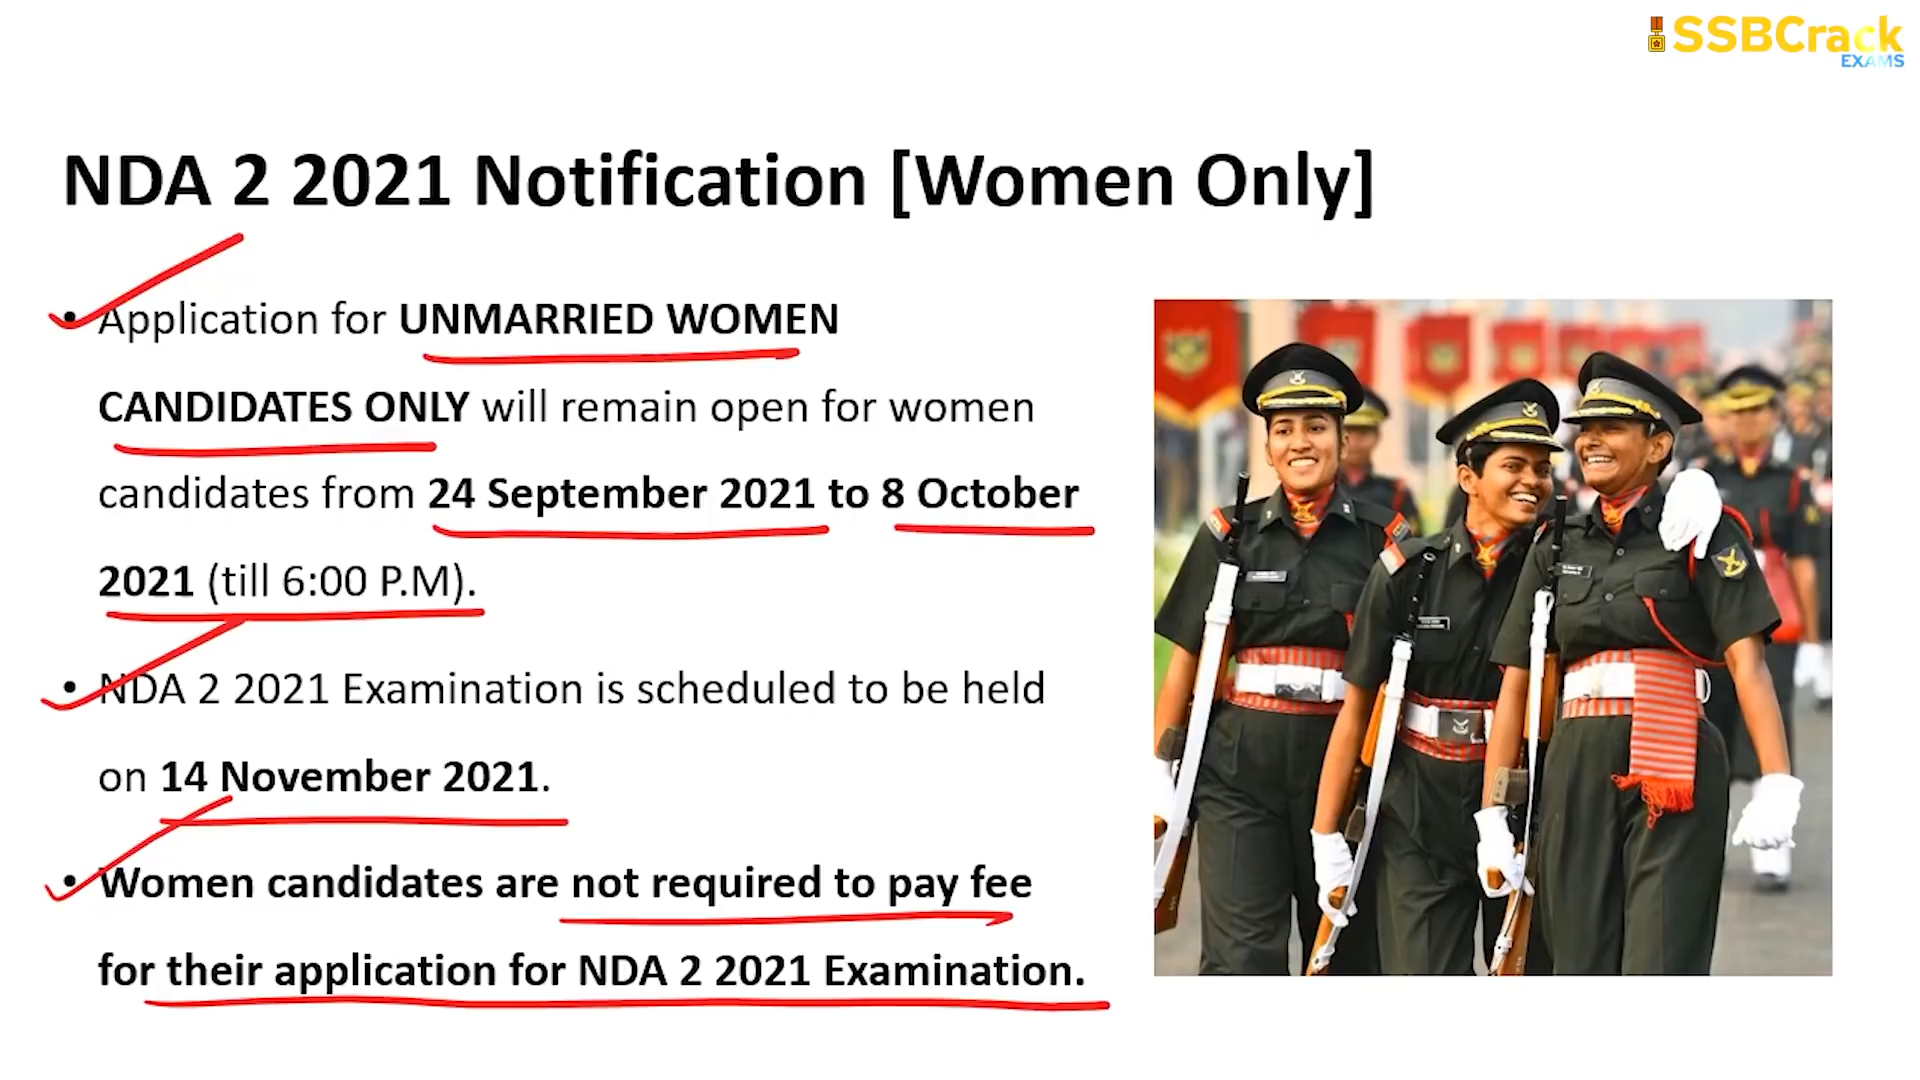 SSBCrack
EXAMS
NDA 2 2021 Notification [Women Only]
• Application for UNMARRIED WOMEN
CANDIDATES ONLY will remain open for women
candidates from 24 September 2021 to 8 October
2021 (till 6:00 P.M).
• NDA 2 2021 Examination is scheduled to be held
on 14 November 2021.
• Women candidates are not required to pay fee
for their application for NDA 2 2021 Examination.